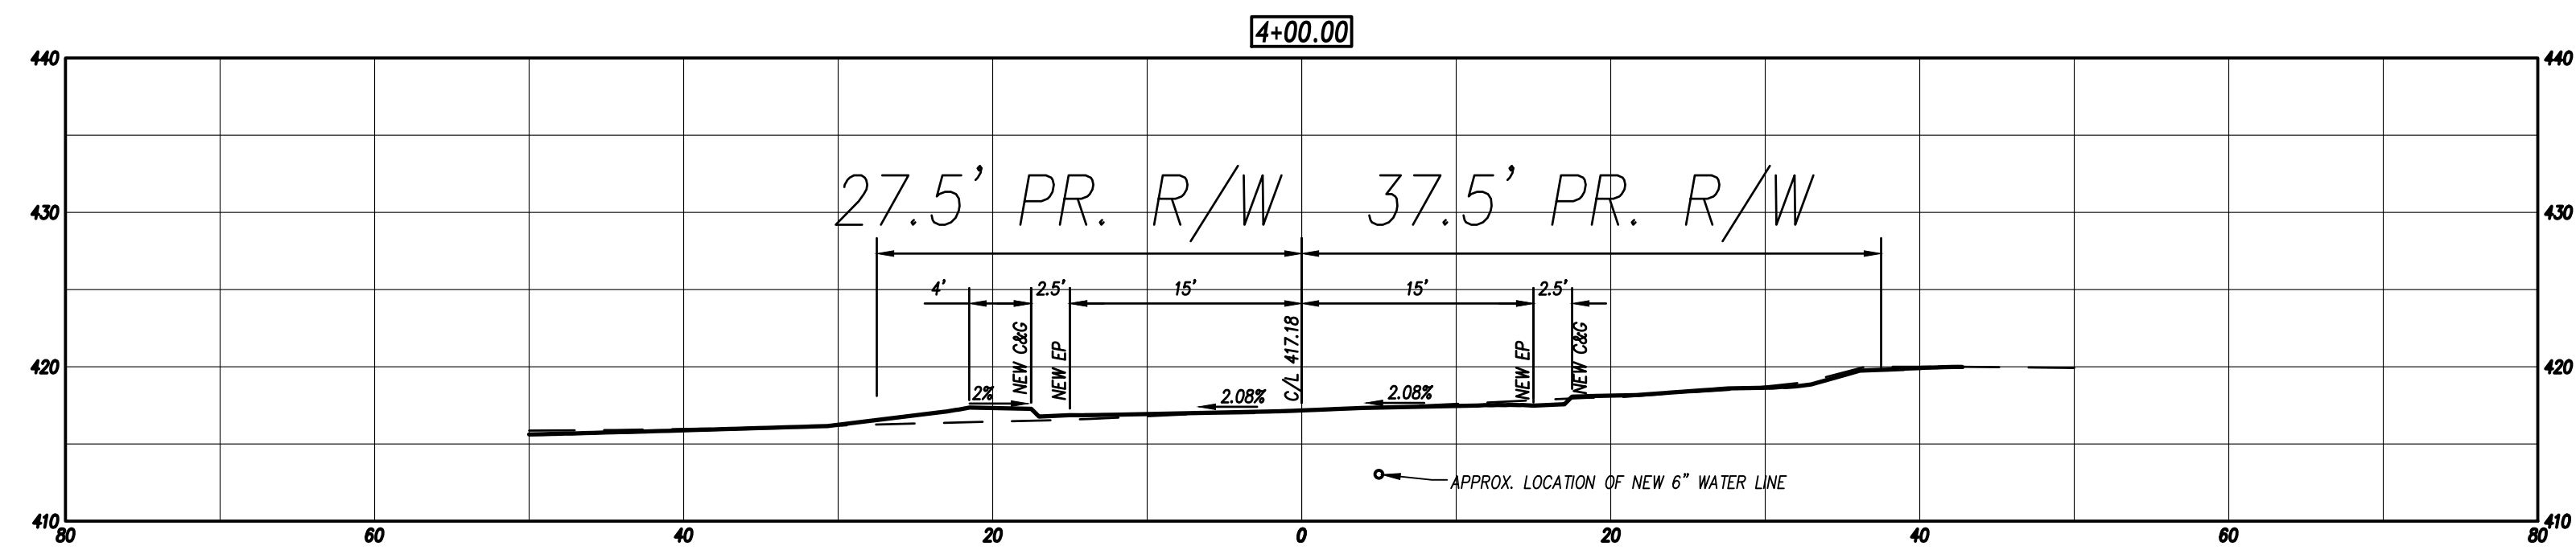 4+00.00
440 440
27.5' PR. R/W 37.5' PR. R/W
430 430
4' 2.5' 15' 15' 2.5'
NEW C&G
NEW EP
C/L 417.18
NEW EP
NEW C&G
420 420
2% 2.08% 2.08%
APPROX. LOCATION OF NEW 6" WATER LINE
410 410
80 60 40 20 0 20 40 60 80